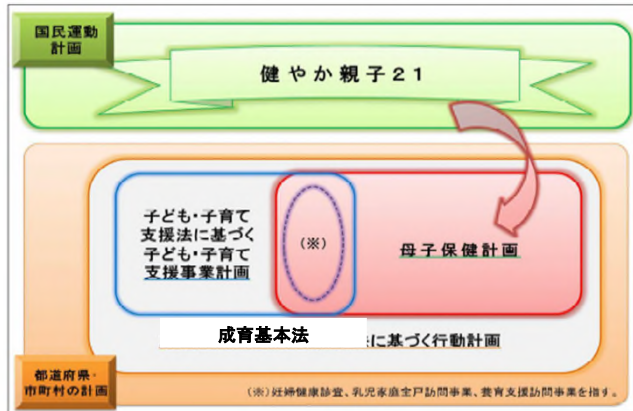 国民運動
計画
健やか親子２１
子ども・子育て
支援法に基づく
子ども・子育て
支援事業計画
(※)
母子保健計画
成育基本法
に基づく行動計画
都道府県・
市町村の計画
(※)妊婦健康診査、乳児家庭全戸訪問事業、養育支援訪問事業を指す。